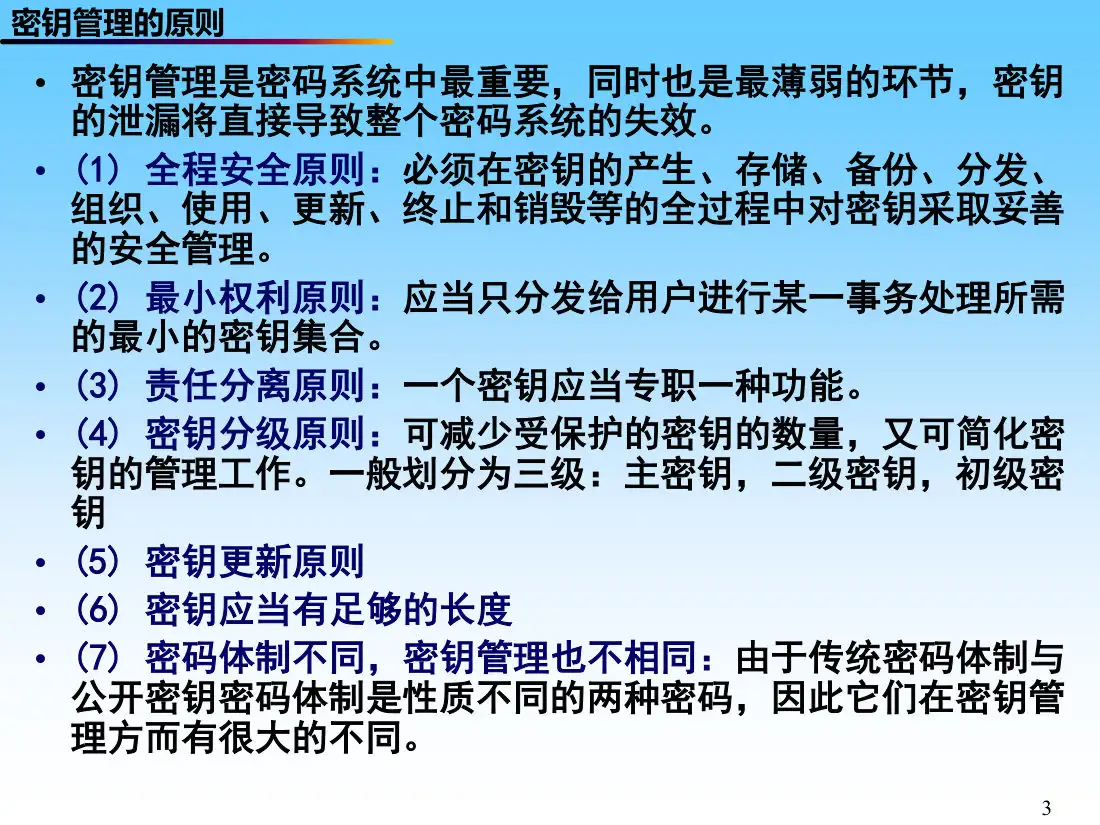 密钥管理的原则
• 密钥管理是密码系统中最重要，同时也是最薄弱的环节，密钥
的泄漏将直接导致整个密码系统的失效。
• (1) 全程安全原则：必须在密钥的产生、存储、备份、分发、
组织、使用、更新、终止和销毁等的全过程中对密钥采取妥善
的安全管理。
• (2) 最小权利原则：应当只分发给用户进行某一事务处理所需
的最小的密钥集合。
• (3) 责任分离原则：一个密钥应当专职一种功能。
• (4) 密钥分级原则：可减少受保护的密钥的数量，又可简化密
钥的管理工作。一般划分为三级：主密钥，二级密钥，初级密
钥
• (5) 密钥更新原则
• (6) 密钥应当有足够的长度
• (7) 密码体制不同，密钥管理也不相同：由于传统密码体制与
公开密钥密码体制是性质不同的两种密码，因此它们在密钥管
理方而有很大的不同。
3